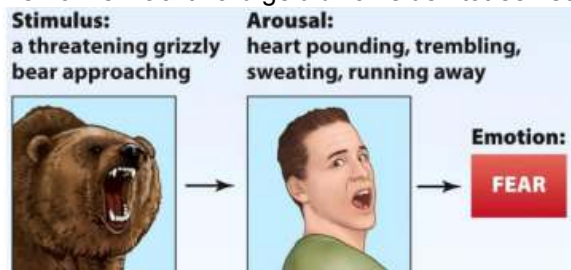 Stimulus:
a threatening grizzly
bear approaching
Arousal:
heart pounding, trembling,
sweating, running away
Emotion:
FEAR